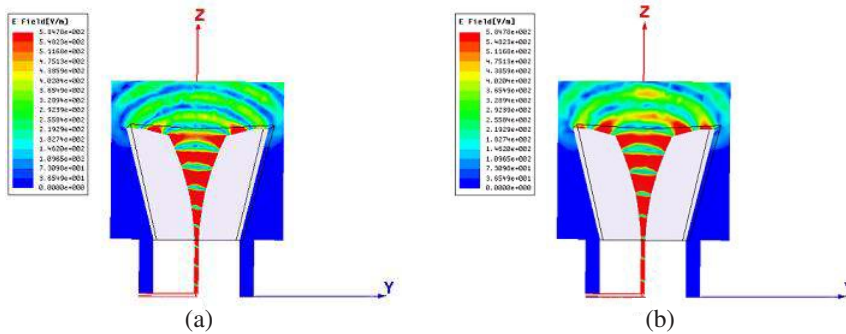 E Field[V/m]
5.8478e+002
5.4823e+002
5.1168e+002
4.7513e+002
4.3859e+002
4.0204e+002
3.6549e+002
3.2894e+002
2.9239e+002
2.5584e+002
2.1929e+002
1.8274e+002
1.4620e+002
1.0965e+002
7.3098e+001
3.6549e+001
0.0000e+000
Z
Y
(a)
E Field[V/m]
5.8478e+002
5.4823e+002
5.1168e+002
4.7513e+002
4.3859e+002
4.0204e+002
3.6549e+002
3.2894e+002
2.9239e+002
2.5584e+002
2.1929e+002
1.8274e+002
1.4620e+002
1.0965e+002
7.3098e+001
3.6549e+001
0.0000e+000
Z
(b)